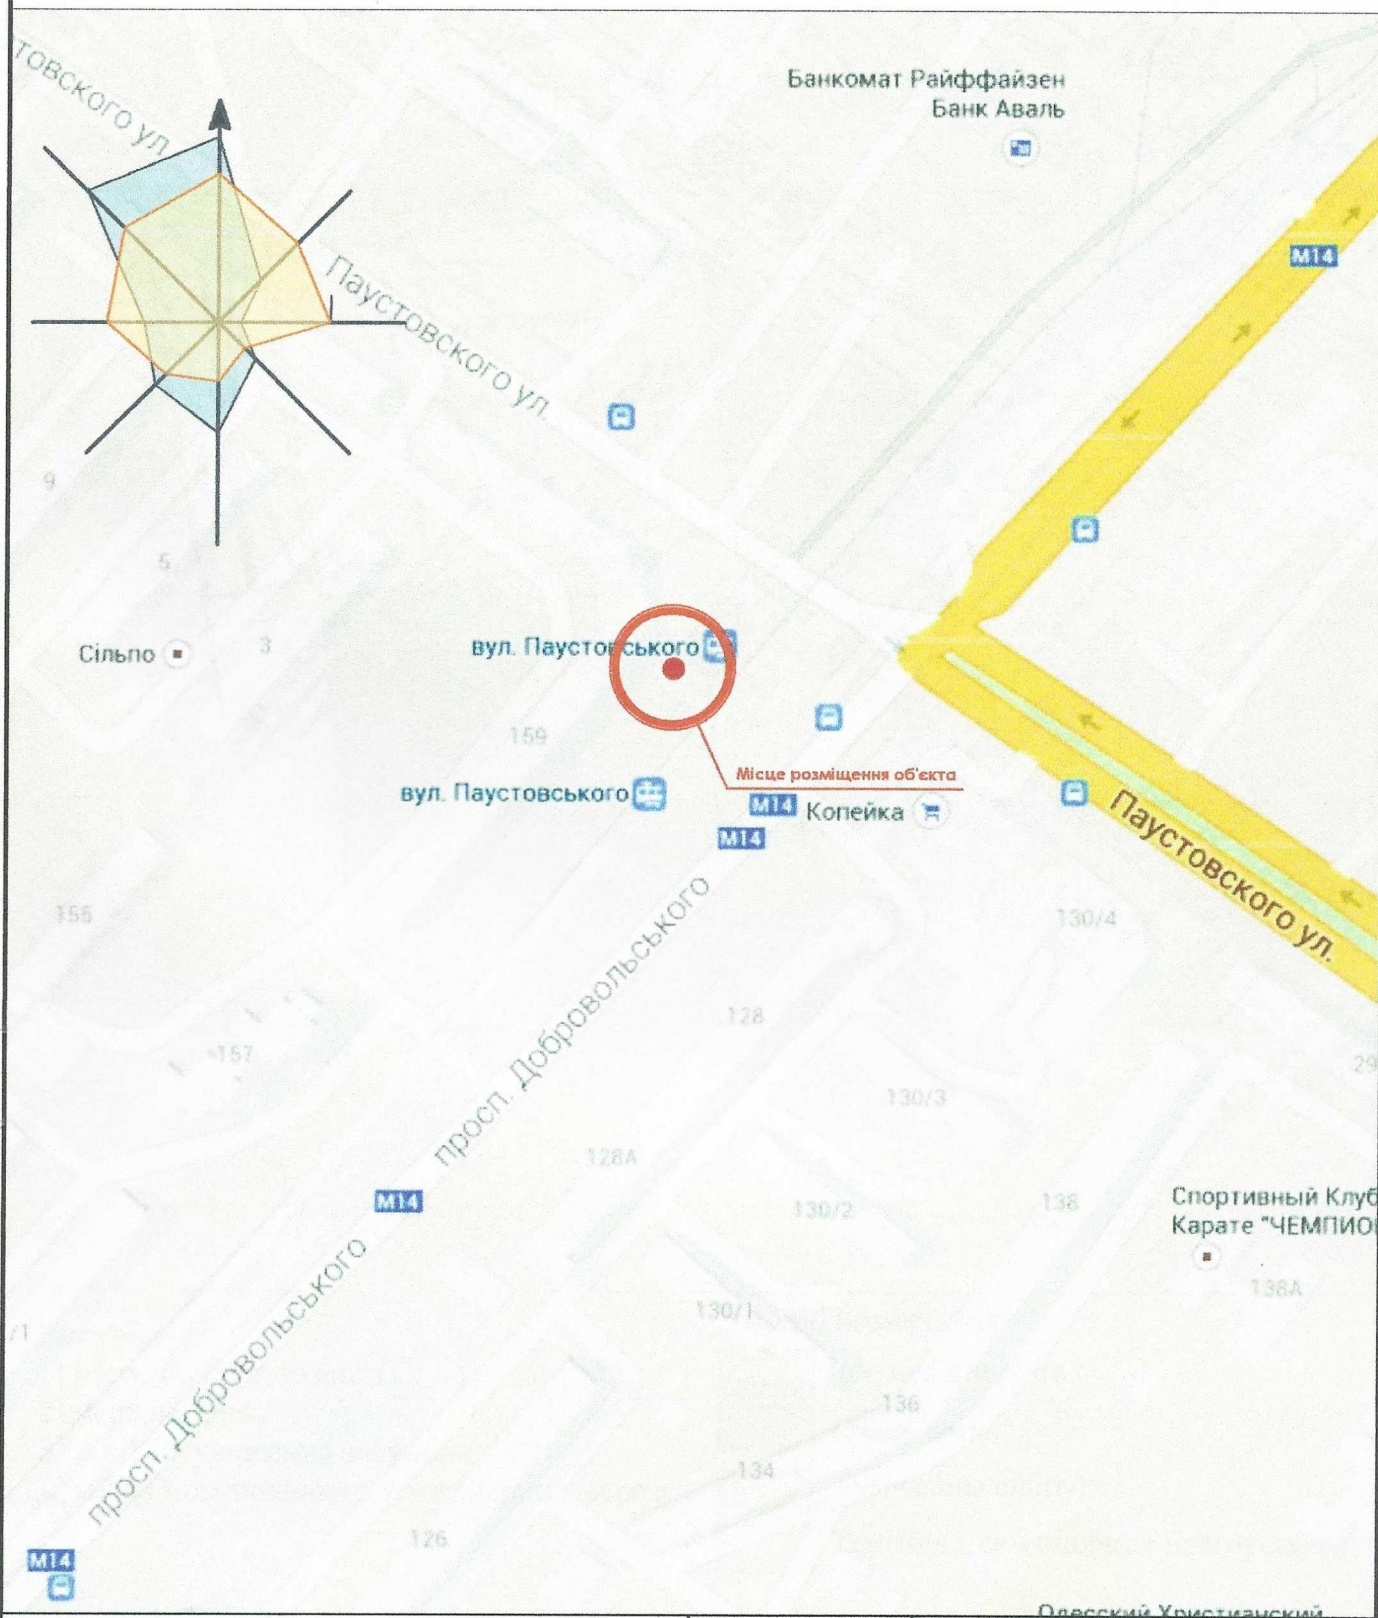 товского ул.
Банкомат Райффайзен
Банк Аваль
M14
Паустовского ул.
9
5
Сільпо
3
вул. Паустовського
159
Місце розміщення об'єкта
вул. Паустовського
M14
Копейка
M14
Паустовского ул.
130/4
просп. Добровольського
128
157
29
130/3
128А
M14
130/2
138
Спортивный Клуб
Карате "ЧЕМПИО
138А
130/1
/1
просп. Добровольського
136
134
126
M14
Одесский Христианский